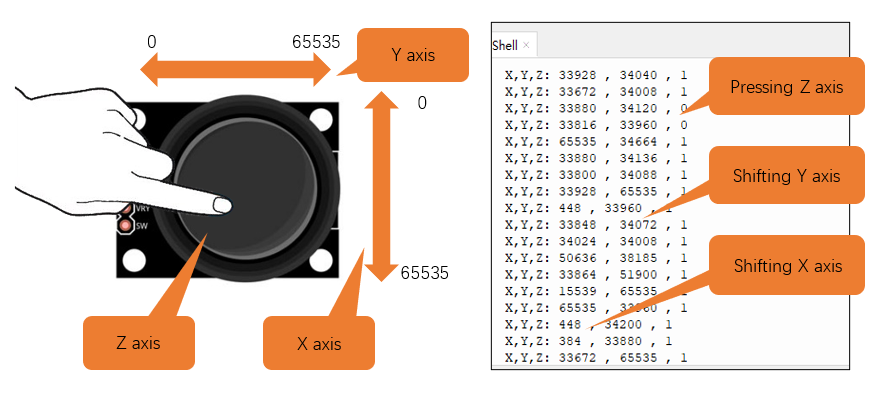 0
65535
Y axis
0
65535
VRY
SW
Z axis
X axis
Shell ×
X,Y,Z: 33928 , 34040 , 1
X,Y,Z: 33672 , 34008 , 1
X,Y,Z: 33880 , 34120 , 0
X,Y,Z: 33816 , 33960 , 0
X,Y,Z: 65535 , 34664 , 1
X,Y,Z: 33880 , 34136 , 1
X,Y,Z: 33800 , 34088 , 1
X,Y,Z: 33928 , 65535 , 1
X,Y,Z: 448 , 33960 , 1
X,Y,Z: 33848 , 34072 , 1
X,Y,Z: 34024 , 34008 , 1
X,Y,Z: 50636 , 38185 , 1
X,Y,Z: 33864 , 51900 , 1
X,Y,Z: 15539 , 65535 , 1
X,Y,Z: 65535 , , 1
X,Y,Z: 448 , 34200 , 1
X,Y,Z: 384 , 33880 , 1
X,Y,Z: 33672 , 65535 , 1
Pressing Z axis
Shifting Y axis
Shifting X axis